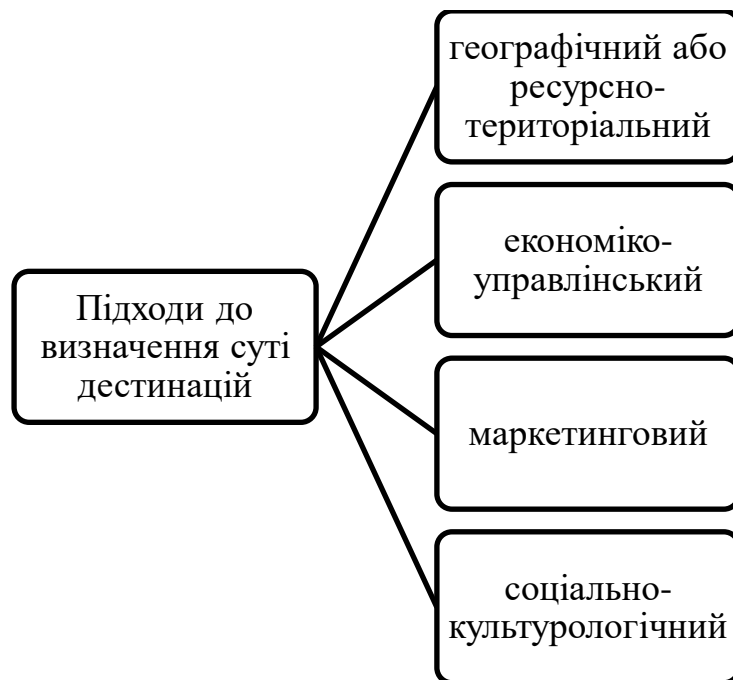 географічний або
ресурсно-
територіальний
економіко-
управлінський
Підходи до
визначення суті
дестинацій
маркетинговий
соціально-
культурологічний